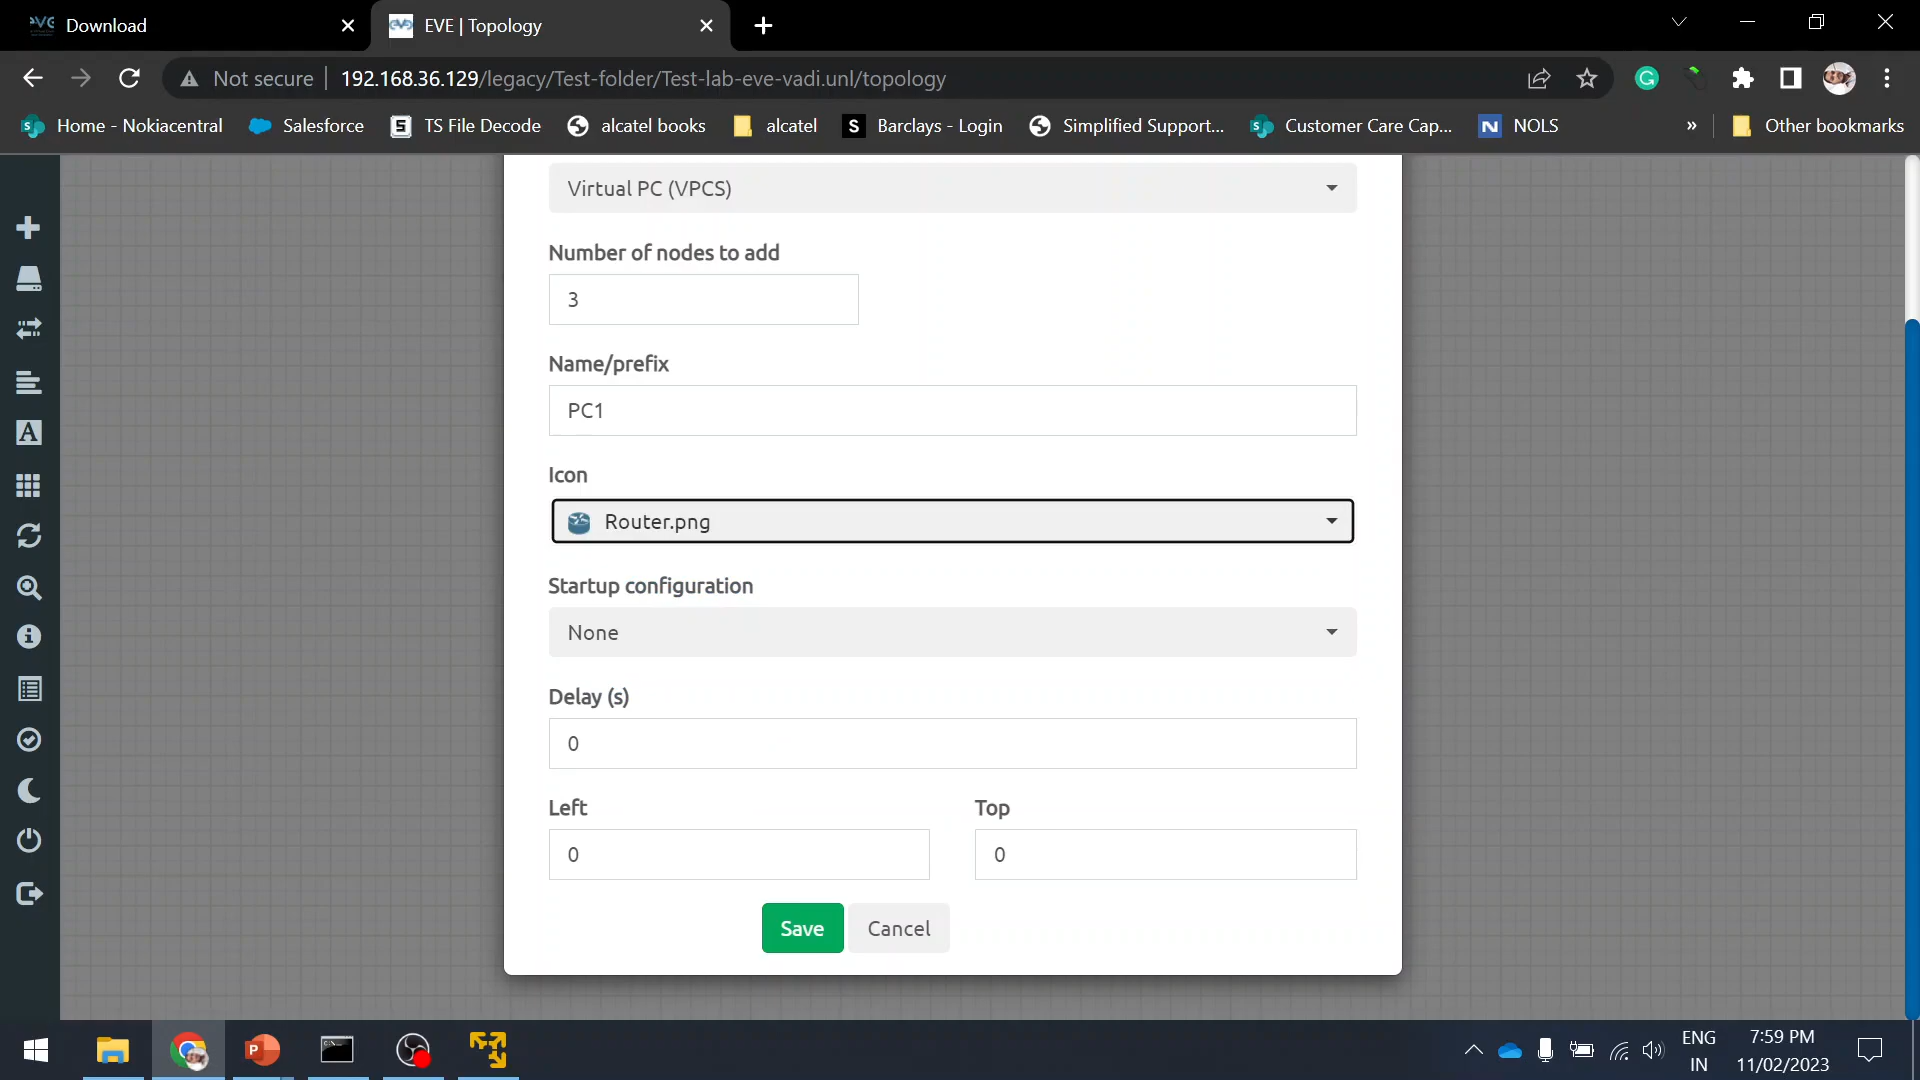 Download
EVE | Topology
Not secure
192.168.36.129/legacy/Test-folder/Test-lab-eve-vadi.unl/topology
Home - Nokiacentral
Salesforce
TS File Decode
alcatel books
alcatel
Barclays - Login
Simplified Support...
Customer Care Cap...
NOLS
»
Other bookmarks
Virtual PC (VPCS)
Number of nodes to add
3
Name/prefix
PC1
Icon
Router.png
Startup configuration
None
Delay (s)
0
Left
Top
0
0
Save
Cancel
ENG
IN
7:59 PM
11/02/2023